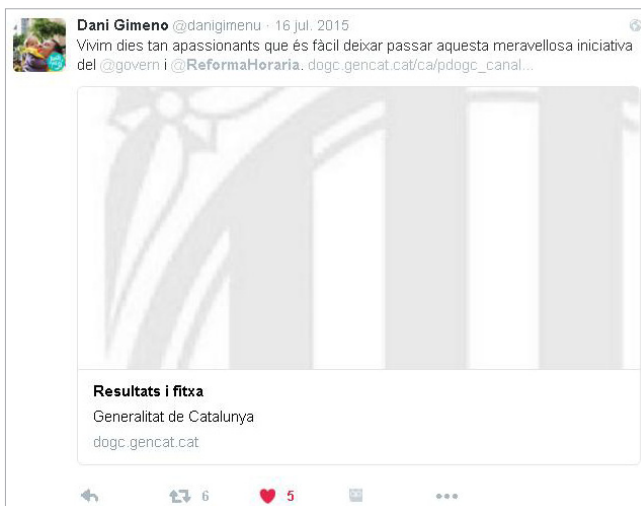 Dani Gimeno @danigimenu · 16 jul. 2015
Vivim dies tan apassionants que és fàcil deixar passar aquesta meravellosa iniciativa
del @govern i @ReformaHoraria. dogc.gencat.cat/ca/pdogc_canal...
Resultats i fitxa
Generalitat de Catalunya
dogc.gencat.cat
6 5